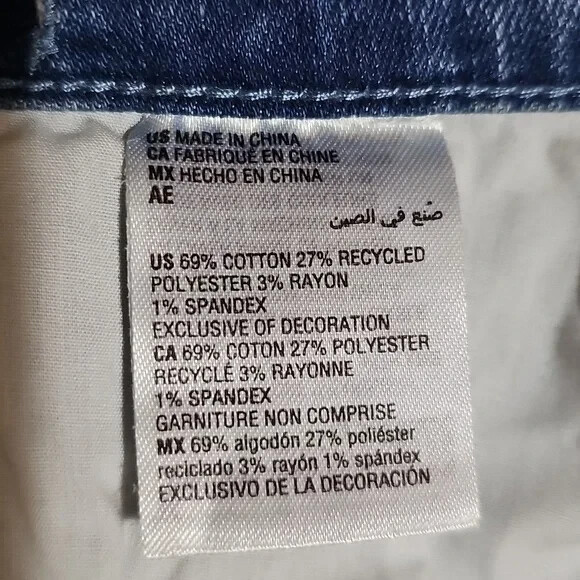 US MADE IN CHINA
CA FABRIQUÉ EN CHINE
MX HECHO EN CHINA
AE
صُنع في الصين
US 69% COTTON 27% RECYCLED
POLYESTER 3% RAYON
1% SPANDEX
EXCLUSIVE OF DECORATION
CA 69% COTON 27% POLYESTER
RECYCLÉ 3% RAYONNE
1% SPANDEX
GARNITURE NON COMPRISE
MX 69% algodón 27% poliéster
reciclado 3% rayón 1% spándex
EXCLUSIVO DE LA DECORACIÓN